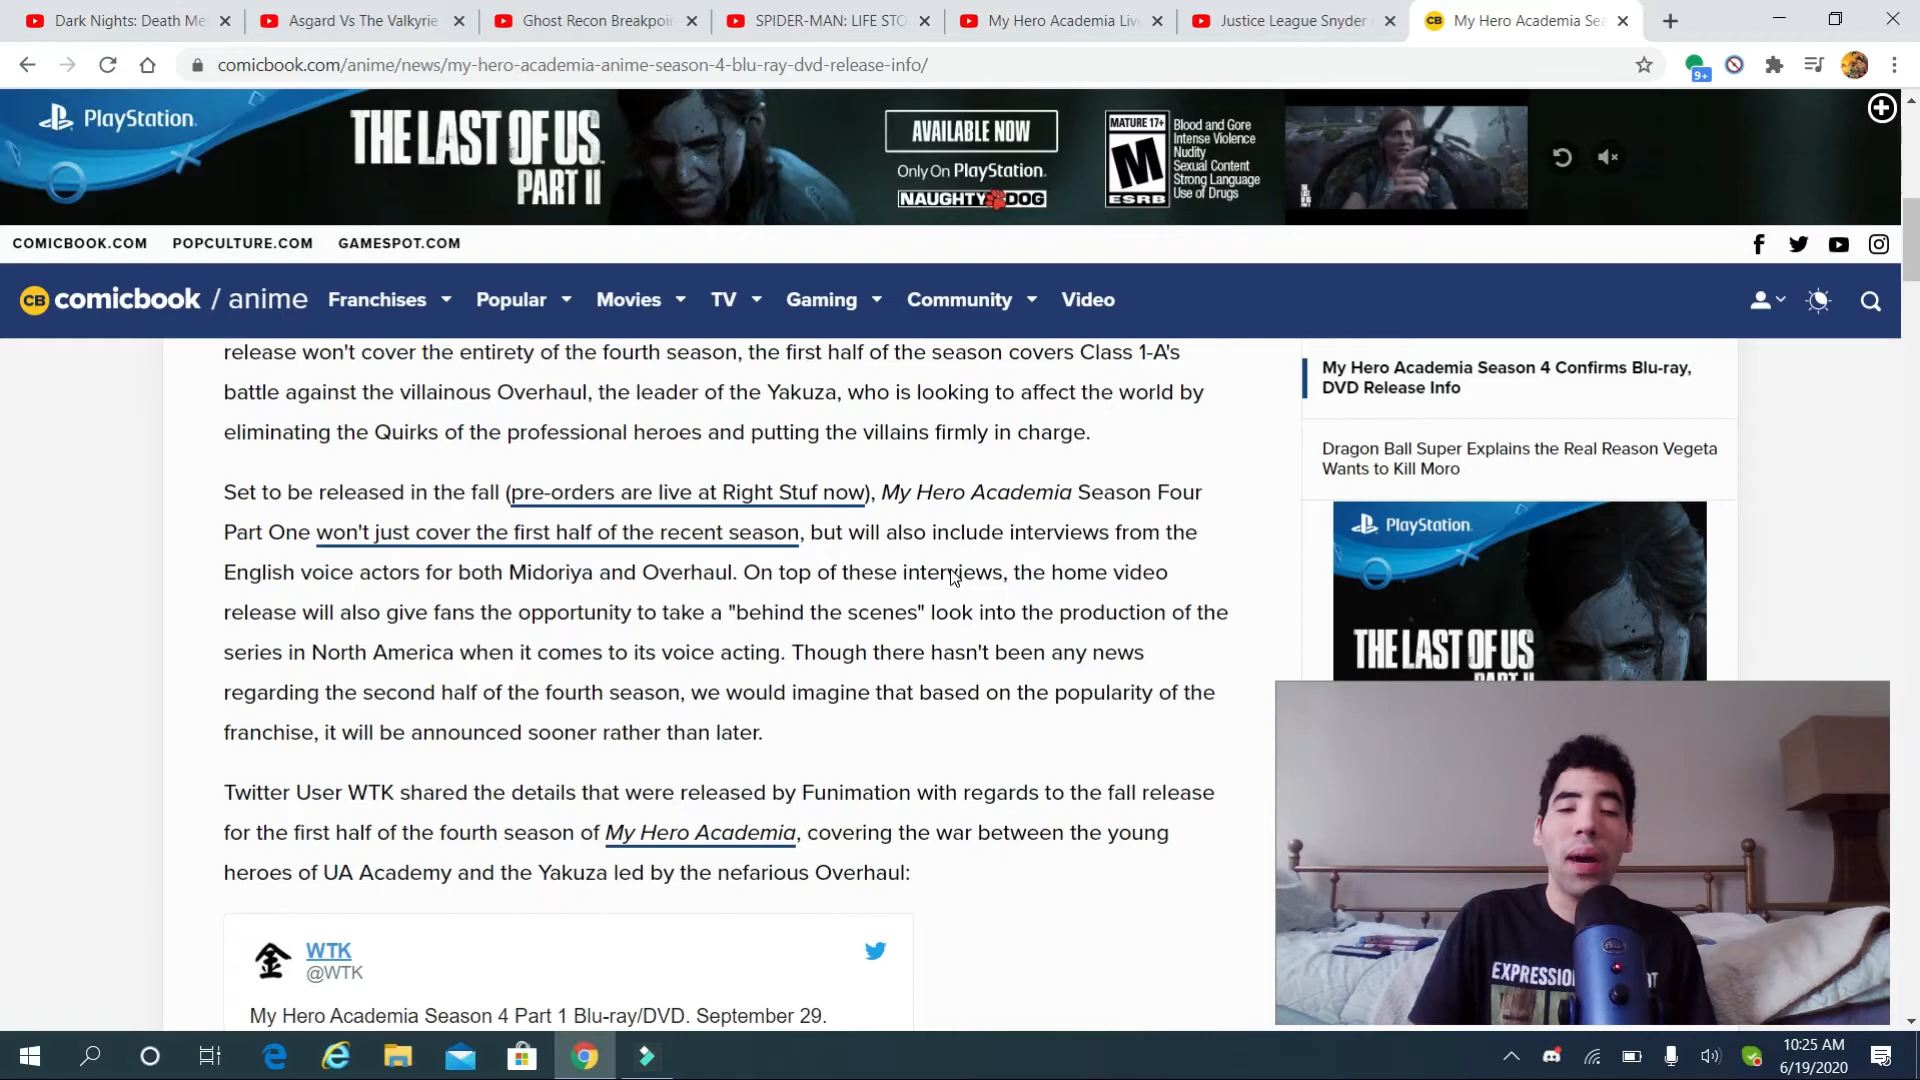 Dark Nights: Death Me
Asgard Vs The Valkyrie
Ghost Recon Breakpoi
SPIDER-MAN: LIFE STO
My Hero Academia Liv
Justice League Snyder
CB
My Hero Academia Sea
comicbook.com/anime/news/my-hero-academia-anime-season-4-blu-ray-dvd-release-info/
9+
PlayStation.
THE LAST OF US
PART II
AVAILABLE NOW
Only On PlayStation.
NAUGHTY DOG
MATURE 17+
M
ESRB
Blood and Gore
Intense Violence
Nudity
Sexual Content
Strong Language
Use of Drugs
COMICBOOK.COM POPCULTURE.COM GAMESPOT.COM
CB comicbook / anime Franchises Popular Movies TV Gaming Community Video
release won't cover the entirety of the fourth season, the first half of the season covers Class 1-A's
battle against the villainous Overhaul, the leader of the Yakuza, who is looking to affect the world by
eliminating the Quirks of the professional heroes and putting the villains firmly in charge.
Set to be released in the fall (pre-orders are live at Right Stuf now), My Hero Academia Season Four
Part One won't just cover the first half of the recent season, but will also include interviews from the
English voice actors for both Midoriya and Overhaul. On top of these interviews, the home video
release will also give fans the opportunity to take a "behind the scenes" look into the production of the
series in North America when it comes to its voice acting. Though there hasn't been any news
regarding the second half of the fourth season, we would imagine that based on the popularity of the
franchise, it will be announced sooner rather than later.
Twitter User WTK shared the details that were released by Funimation with regards to the fall release
for the first half of the fourth season of My Hero Academia, covering the war between the young
heroes of UA Academy and the Yakuza led by the nefarious Overhaul:
金
WTK
@WTK
My Hero Academia Season 4 Part 1 Blu-ray/DVD. September 29.
My Hero Academia Season 4 Confirms Blu-ray,
DVD Release Info
Dragon Ball Super Explains the Real Reason Vegeta
Wants to Kill Moro
PlayStation.
THE LAST OF US
EXPRESSION
10:25 AM
6/19/2020